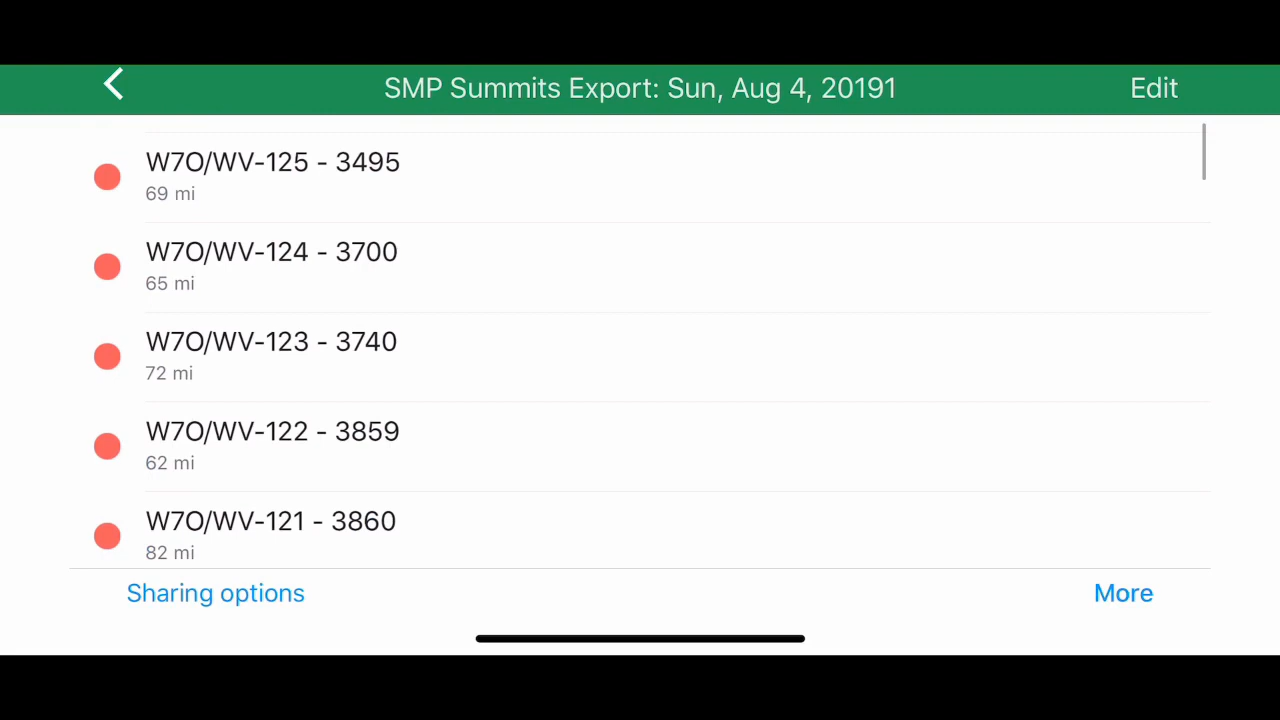 SMP Summits Export: Sun, Aug 4, 20191
Edit
W7O/WV-125 - 3495
69 mi
W7O/WV-124 - 3700
65 mi
W7O/WV-123 - 3740
72 mi
W7O/WV-122 - 3859
62 mi
W7O/WV-121 - 3860
82 mi
Sharing options
More